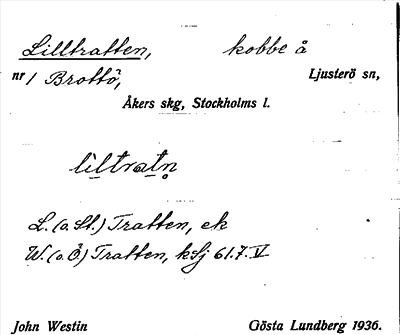 Lilltratten, kobbe å
nr 1 Brottö, Ljusterö sn,
Åkers skg, Stockholms l.
liltratn̥
L. (o. St.) Tratten, ek
W. (o. Ö) Tratten, ksj 61.7. V
John Westin Gösta Lundberg 1936.